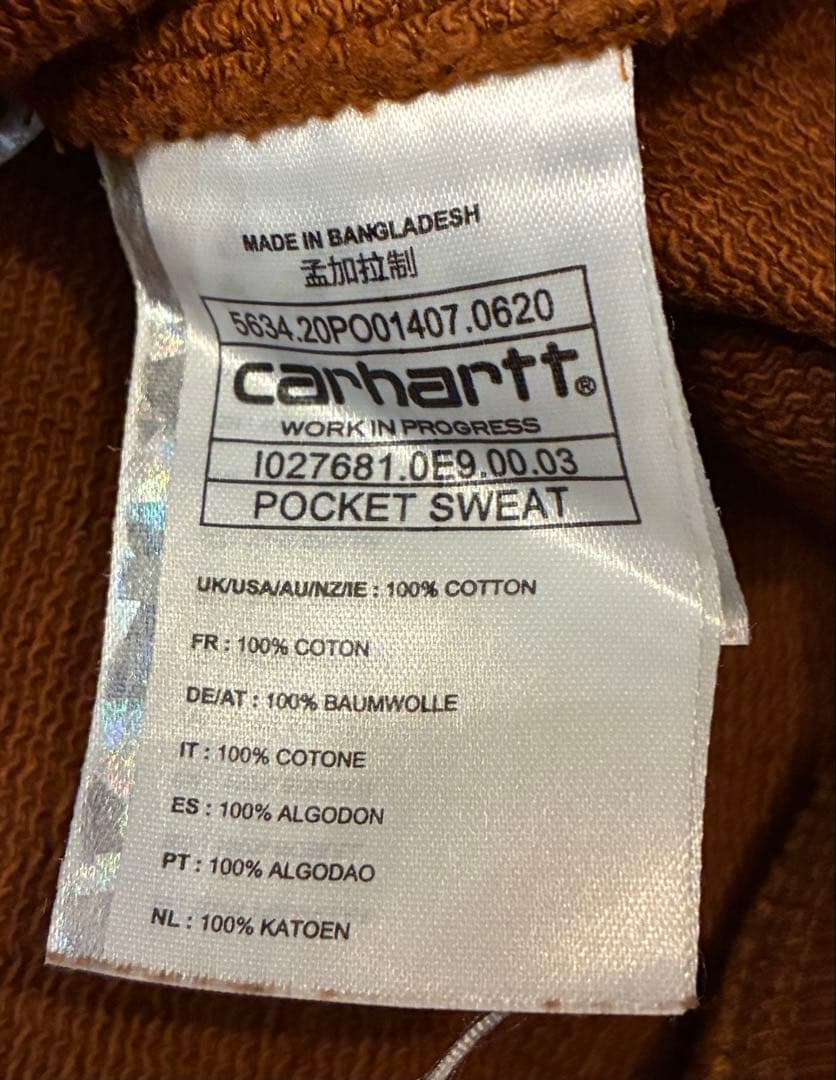 MADE IN BANGLADESH
孟加拉制
5634.20PO01407.0620
carhartt®
WORK IN PROGRESS
I027681.0E9.00.03
POCKET SWEAT
UK/USA/AU/NZ/IE : 100% COTTON
FR : 100% COTON
DE/AT : 100% BAUMWOLLE
IT : 100% COTONE
ES : 100% ALGODON
PT : 100% ALGODAO
NL : 100% KATOEN